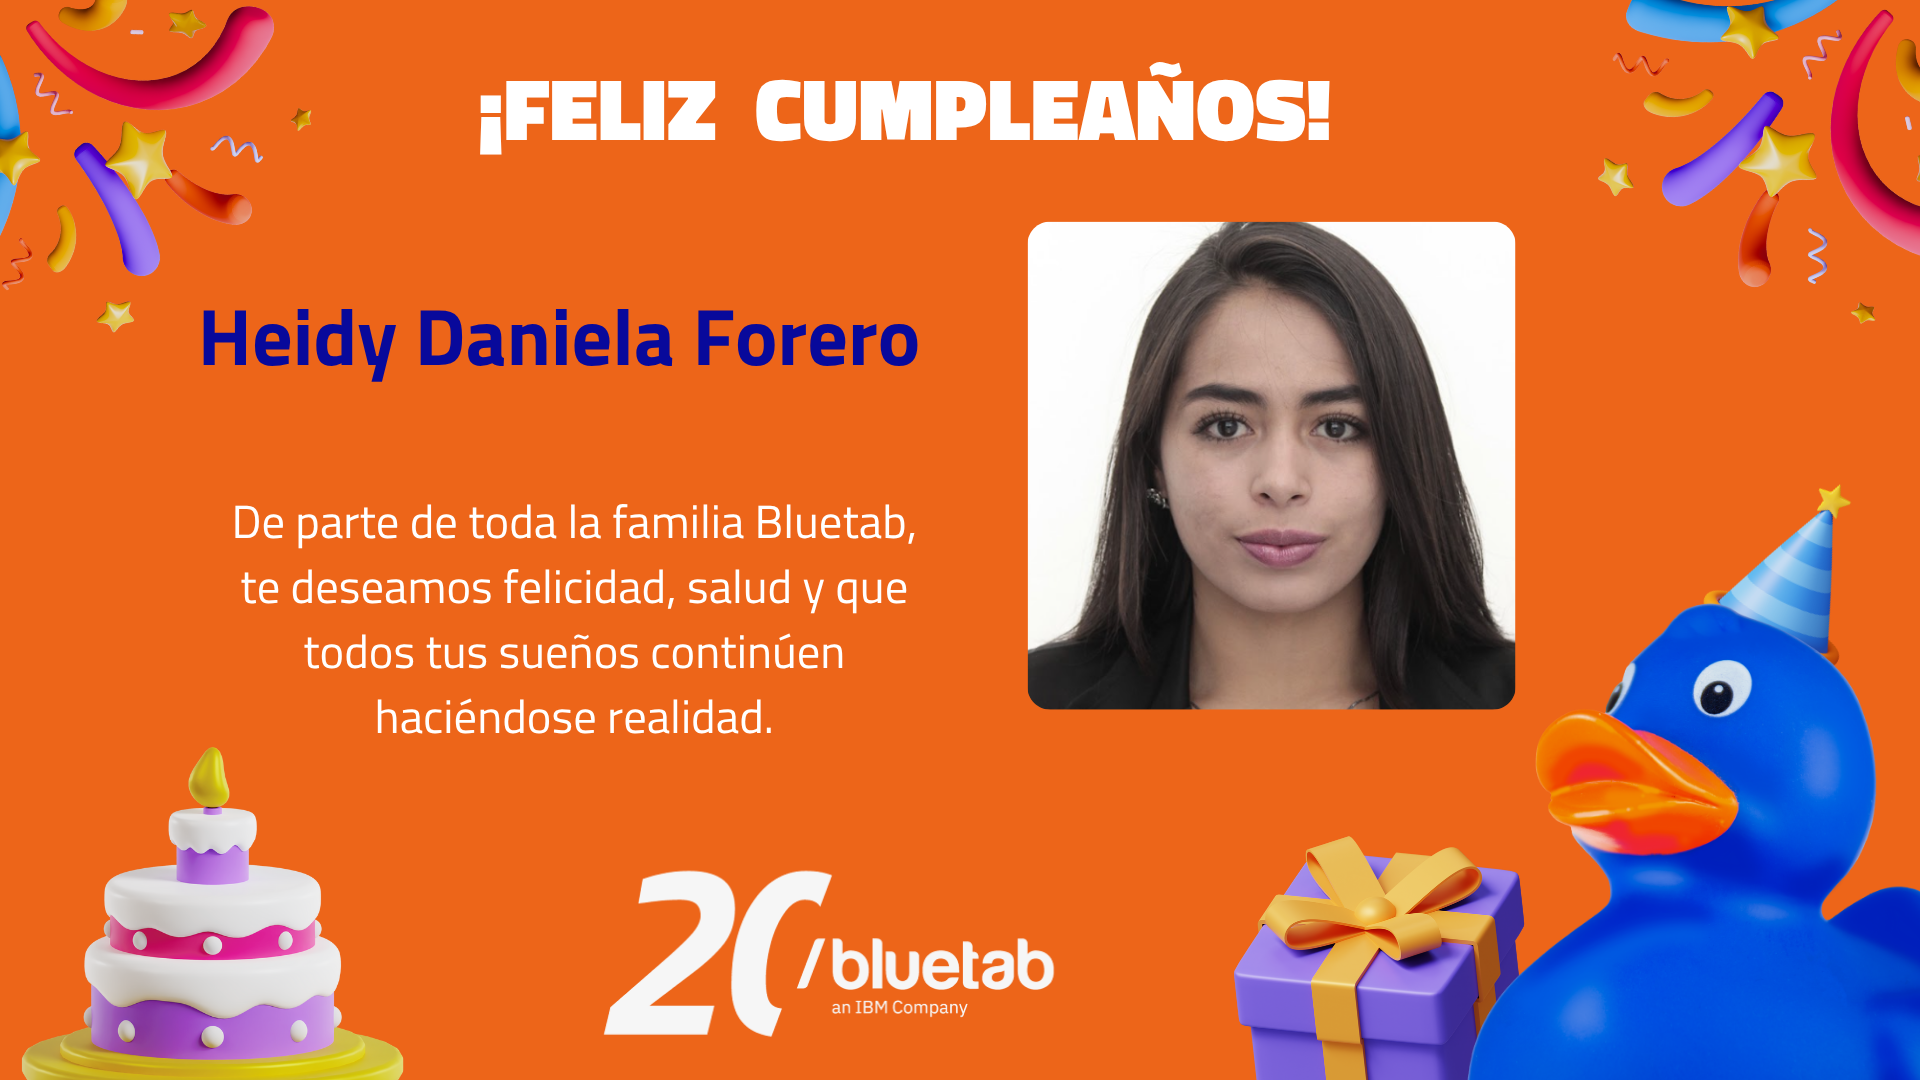 ¡FELIZ CUMPLEAÑOS!
Heidy Daniela Forero
De parte de toda la familia Bluetab,
te deseamos felicidad, salud y que
todos tus sueños continúen
haciéndose realidad.
20/bluetab
an IBM Company